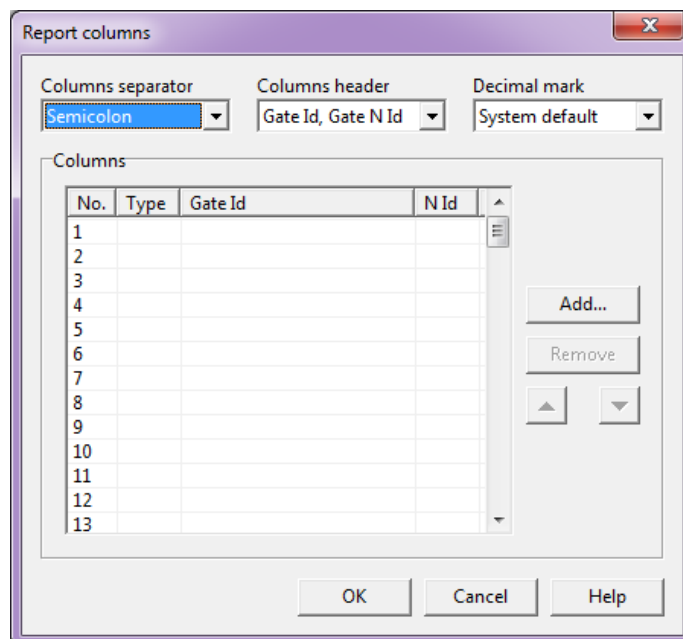 Report columns
Columns separator Columns header Decimal mark
Semicolon Gate Id, Gate N Id System default
Columns
No. Type Gate Id N Id
1
2
3
4
5
6
7
8
9
10
11
12
13
Add...
Remove
OK Cancel Help